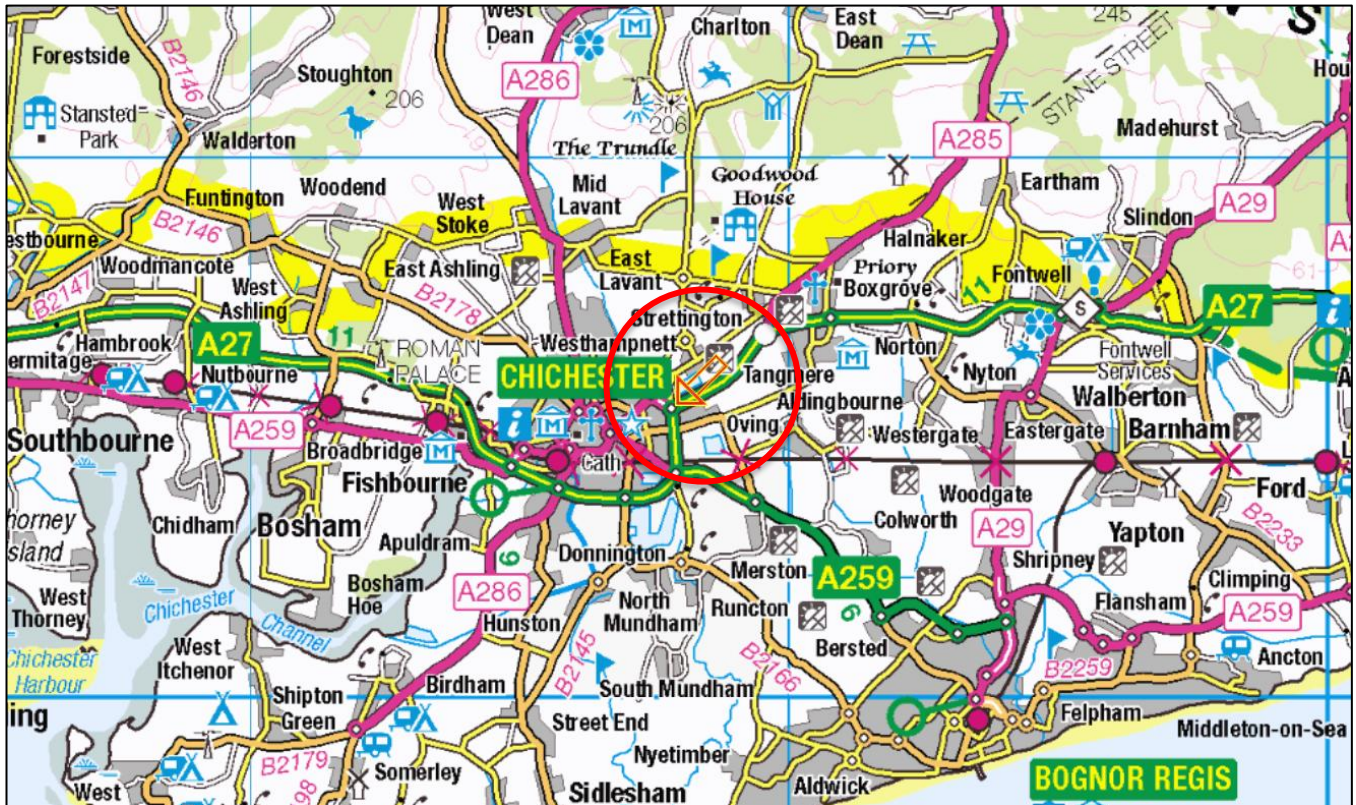 West
Dean
Charlton
East
Dean
245
N S
Forestside
B2146
Stoughton
206
A286
STANE STREET
Hou
Stansted
Park
Walderton
206
The Trundle
A285
Madehurst
Funtington
Woodend
West
Stoke
Mid
Lavant
Goodwood
House
Eartham
A29
Slindon
estbourne
B2146
Woodmancote
B2147
West
Ashling
East Ashling
B2178
East
Lavant
Halnaker
Priory
Boxgrove
Fontwell
11
61
S
A27
ermitage
Hambrook
A27
11
Nutbourne
ROMAN
PALACE
Strettington
Westhampnett
CHICHESTER
Tangmere
Norton
Nyton
Fontwell
Services
Walberton
Aldingbourne
Southbourne
A259
Broadbridge
Fishbourne
Cath
Oving
Westergate
Eastergate
Barnham
horney
sland
Chidham
Bosham
Apuldram
Woodgate
Ford
Colworth
A29
Yapton
B2233
Donnington
Merston
A259
Shripney
Climping
West
Thorney
Chichester
Channel
Bosham
Hoe
A286
6
Hunston
North
Mundham
Runcton
6
Bersted
Flansham
A259
Chichester
Harbour
West
Itchenor
B2145
B2166
B2259
Ancton
ing
Shipton
Green
Birdham
South Mundham
Street End
Felpham
Middleton-on-Sea
B2179
Somerley
Nyetimber
Sidlesham
Aldwick
BOGNOR REGIS
West
98